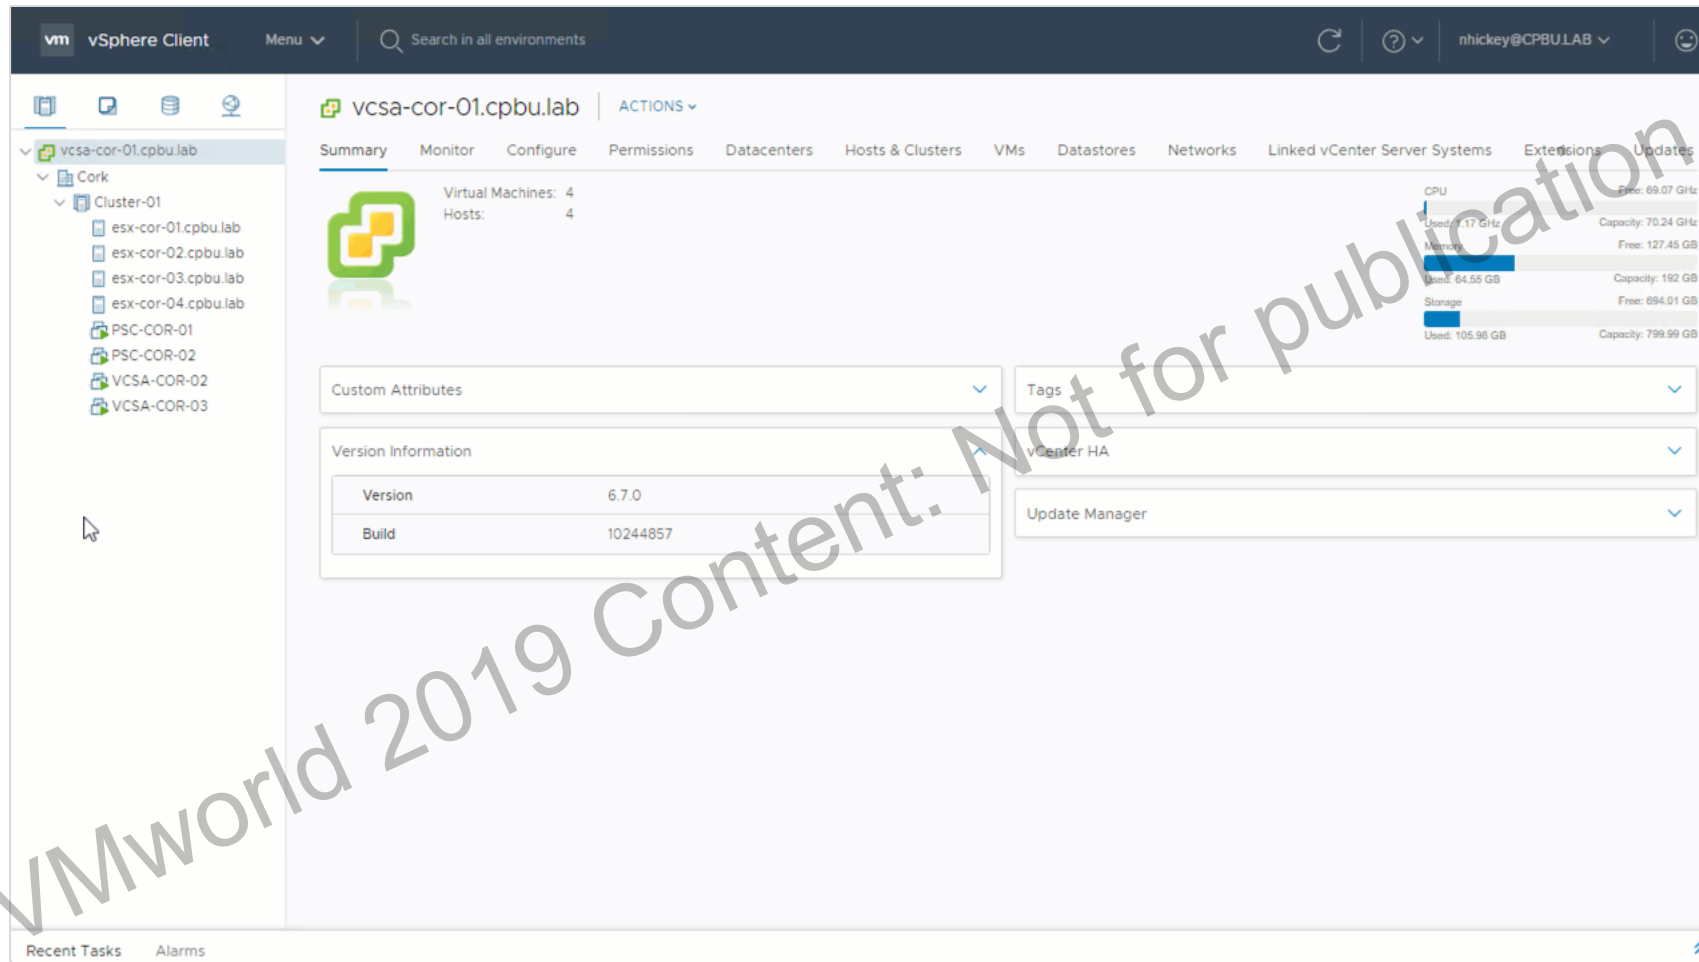 vm vSphere Client Menu Search in all environments nhickey@CPBU.LAB
vcsa-cor-01.cpbu.lab
Cork
Cluster-01
esx-cor-01.cpbu.lab
esx-cor-02.cpbu.lab
esx-cor-03.cpbu.lab
esx-cor-04.cpbu.lab
PSC-COR-01
PSC-COR-02
VCSA-COR-02
VCSA-COR-03
vcsa-cor-01.cpbu.lab ACTIONS
Summary Monitor Configure Permissions Datacenters Hosts & Clusters VMs Datastores Networks Linked vCenter Server Systems Extensions Updates
Virtual Machines: 4
Hosts: 4
CPU Free: 69.07 GHz
Used: 1.17 GHz Capacity: 70.24 GHz
Memory Free: 127.45 GB
Used: 64.55 GB Capacity: 192 GB
Storage Free: 694.01 GB
Used: 105.98 GB Capacity: 799.99 GB
Custom Attributes
Version Information
Version 6.7.0
Build 10244857
Tags
vCenter HA
Update Manager
Recent Tasks Alarms
VMworld 2019 Content: Not for publication